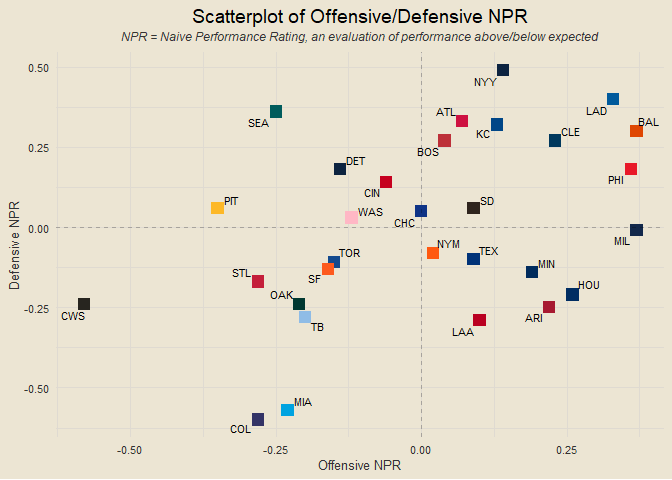 Scatterplot of Offensive/Defensive NPR
NPR = Naive Performance Rating, an evaluation of performance above/below expected
0.50
NYY
LAD
SEA
ATL
KC
BAL
CLE
0.25
BOS
DET
PHI
CIN
PIT
WAS
SD
CHC
0.00
MIL
NYM
TOR
TEX
SF
MIN
STL
HOU
OAK
CWS
ARI
-0.25
TB
LAA
MIA
COL
-0.50
Defensive NPR
-0.50
-0.25
0.00
0.25
Offensive NPR